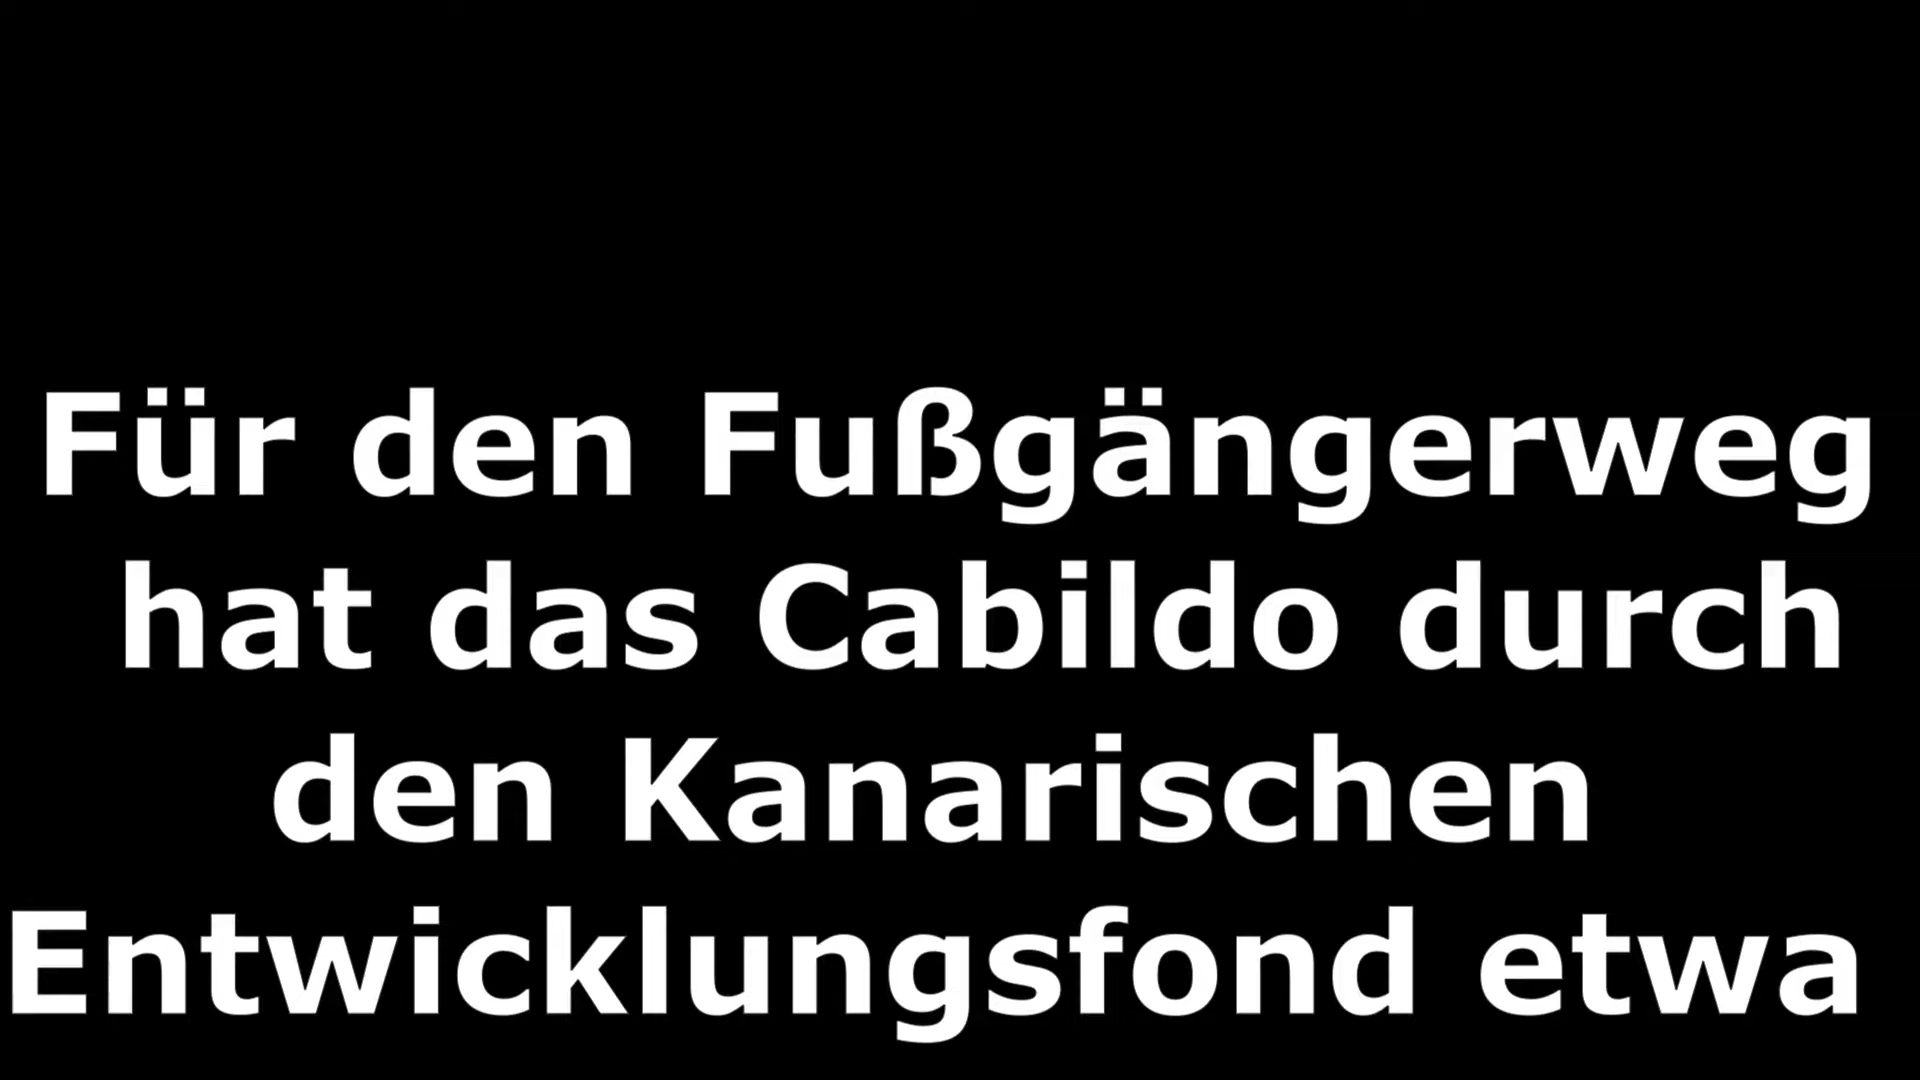 Für den Fußgängerweg
hat das Cabildo durch
den Kanarischen
Entwicklungsfond etwa